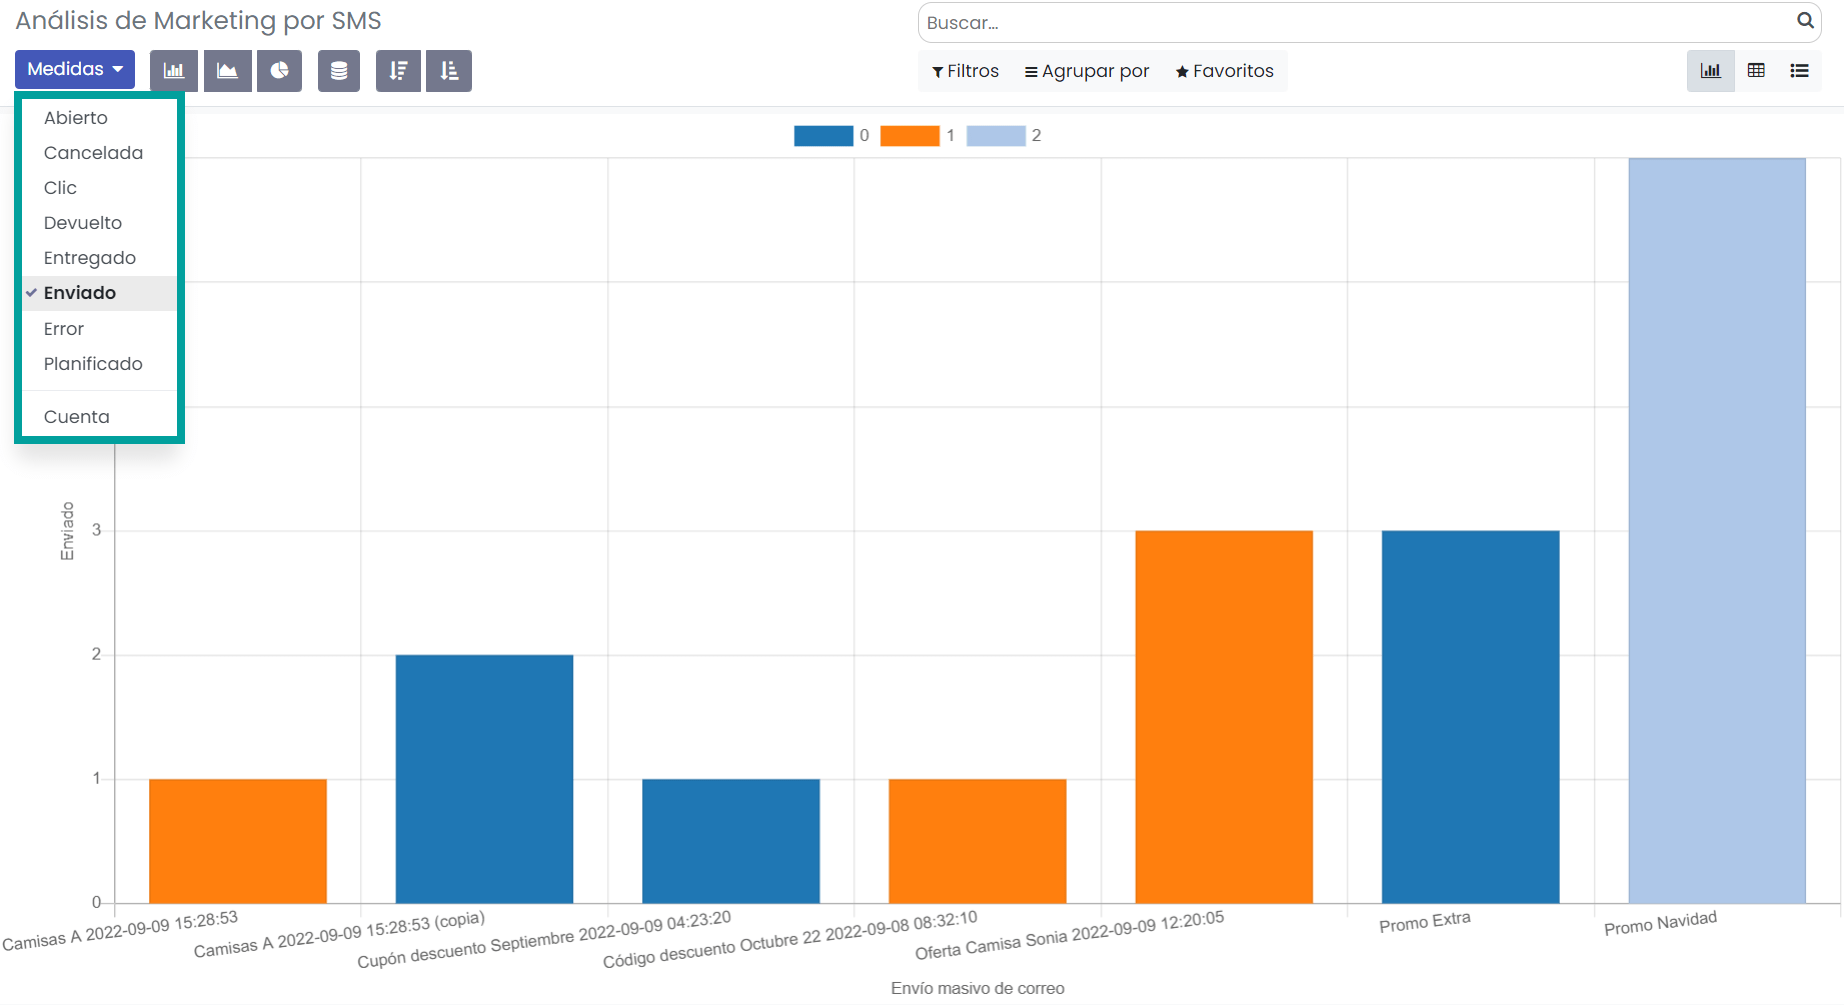 Análisis de Marketing por SMS
Buscar...
Medidas
Filtros
Agrupar por
Favoritos
Abierto
Cancelada
Clic
Devuelto
Entregado
Enviado
Error
Planificado
Cuenta
0 1 2
Enviado
3
2
1
0
Camisas A 2022-09-09 15:28:53
Camisas A 2022-09-09 15:28:53 (copia)
Cupón descuento Septiembre 2022-09-09 04:23:20
Código descuento Octubre 22 2022-09-08 08:32:10
Oferta Camisa Sonia 2022-09-09 12:20:05
Promo Extra
Promo Navidad
Envío masivo de correo